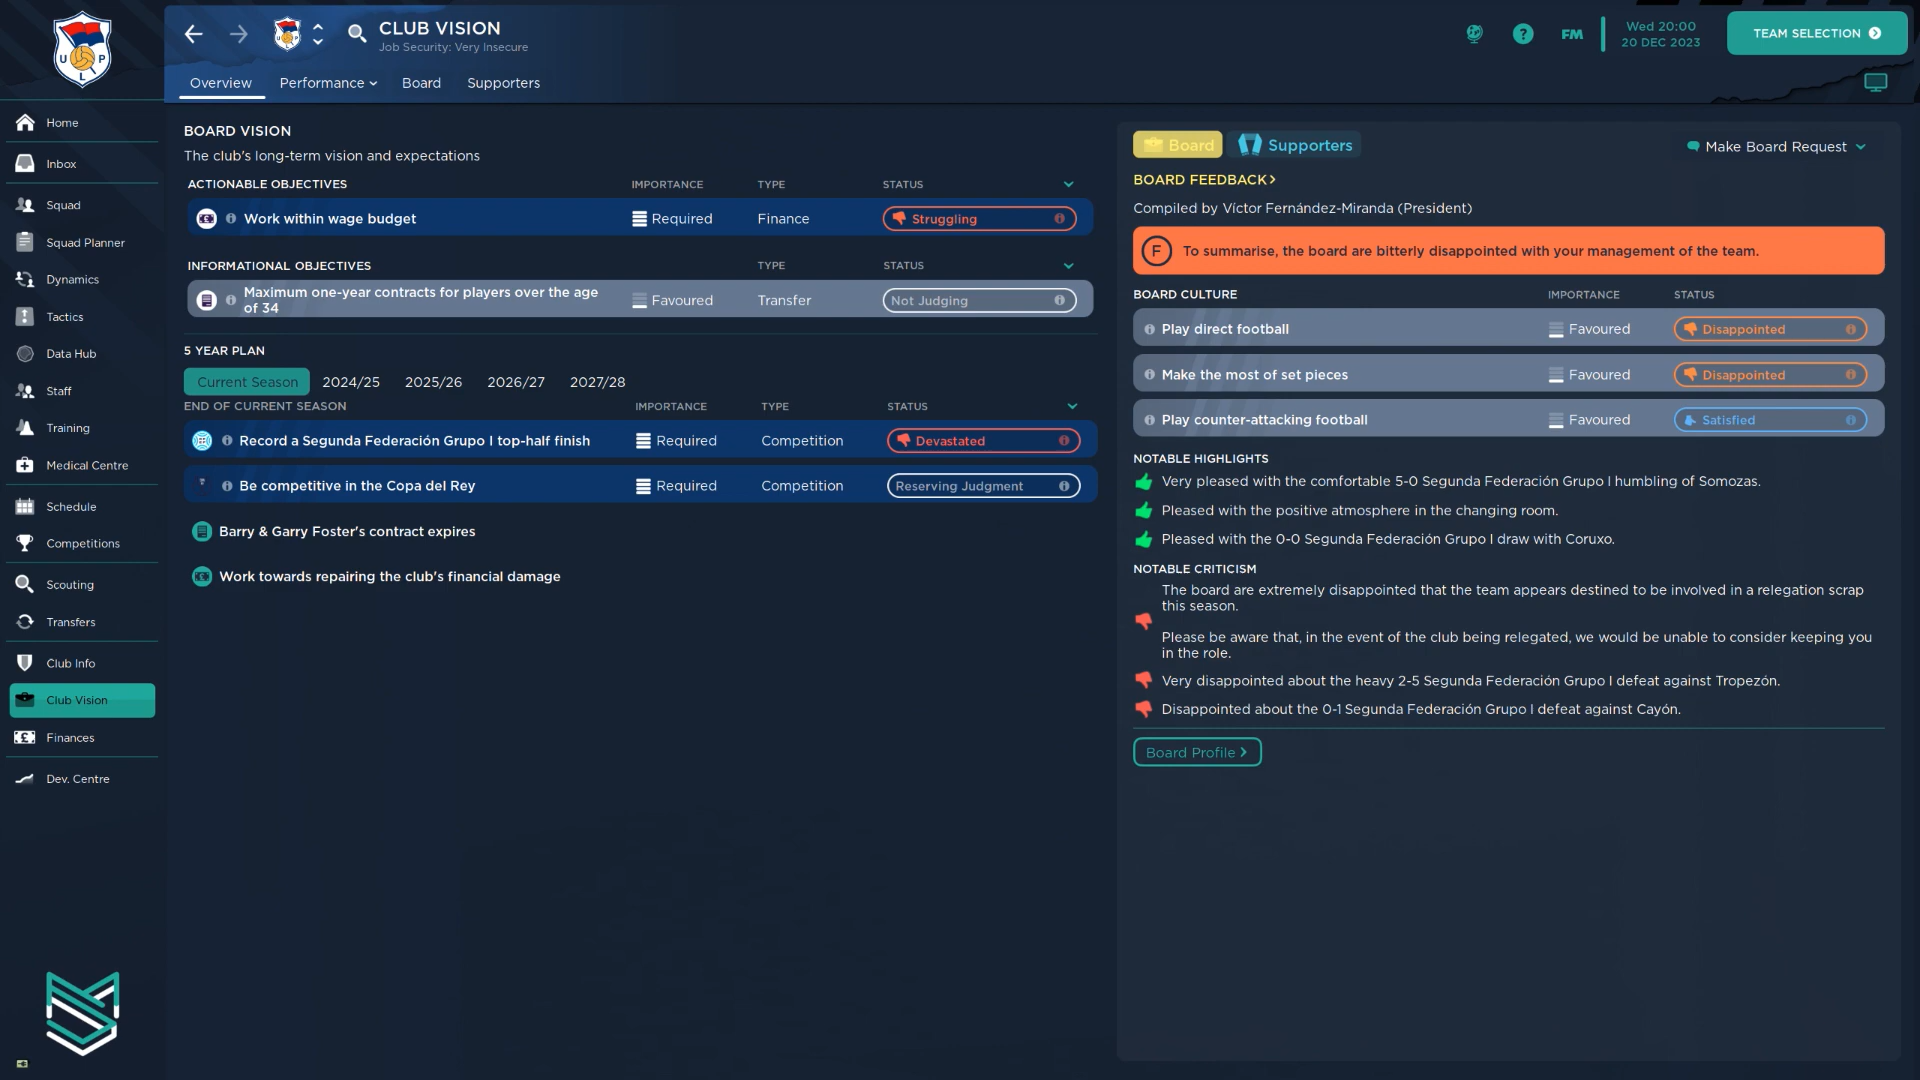 CLUB VISION
Job Security: Very Insecure
FM
Wed 20:00
20 DEC 2023
TEAM SELECTION
Overview
Performance
Board
Supporters
U
P
L
Home
Inbox
Squad
Squad Planner
Dynamics
Tactics
Data Hub
Staff
Training
Medical Centre
Schedule
Competitions
Scouting
Transfers
Club Info
Club Vision
Finances
Dev. Centre
BOARD VISION
The club's long-term vision and expectations
ACTIONABLE OBJECTIVES IMPORTANCE TYPE STATUS
Work within wage budget Required Finance Struggling
INFORMATIONAL OBJECTIVES TYPE STATUS
Maximum one-year contracts for players over the age
of 34 Favoured Transfer Not Judging
5 YEAR PLAN
Current Season 2024/25 2025/26 2026/27 2027/28
END OF CURRENT SEASON IMPORTANCE TYPE STATUS
Record a Segunda Federación Grupo I top-half finish Required Competition Devastated
Be competitive in the Copa del Rey Required Competition Reserving Judgment
Barry & Garry Foster's contract expires
Work towards repairing the club's financial damage
Board Supporters Make Board Request
BOARD FEEDBACK>
Compiled by Víctor Fernández-Miranda (President)
F To summarise, the board are bitterly disappointed with your management of the team.
BOARD CULTURE IMPORTANCE STATUS
Play direct football Favoured Disappointed
Make the most of set pieces Favoured Disappointed
Play counter-attacking football Favoured Satisfied
NOTABLE HIGHLIGHTS
Very pleased with the comfortable 5-0 Segunda Federación Grupo I humbling of Somozas.
Pleased with the positive atmosphere in the changing room.
Pleased with the 0-0 Segunda Federación Grupo I draw with Coruxo.
NOTABLE CRITICISM
The board are extremely disappointed that the team appears destined to be involved in a relegation scrap
this season.
Please be aware that, in the event of the club being relegated, we would be unable to consider keeping you
in the role.
Very disappointed about the heavy 2-5 Segunda Federación Grupo I defeat against Tropezón.
Disappointed about the 0-1 Segunda Federación Grupo I defeat against Cayón.
Board Profile >